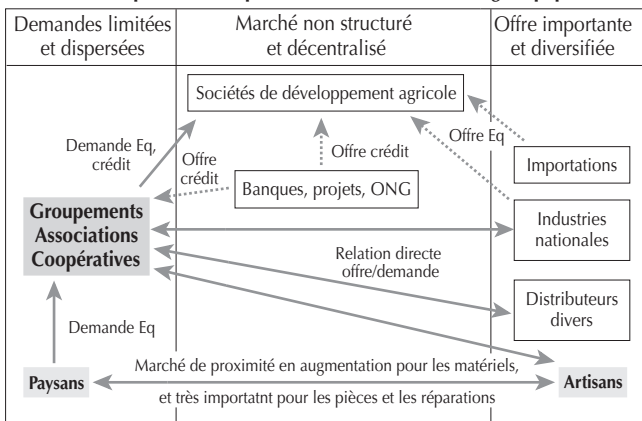 Demandes limitées
et dispersées
Marché non structuré
et décentralisé
Offre importante
et diversifiée
Sociétés de développement agricole
Demande Eq,
crédit
Offre
crédit
Offre crédit
Offre Eq
Importations
Banques, projets, ONG
Groupements
Associations
Coopératives
Industries
nationales
Relation directe
offre/demande
Distributeurs
divers
Demande Eq
Marché de proximité en augmentation pour les matériels,
Paysans
Artisans
et très importatnt pour les pièces et les réparations